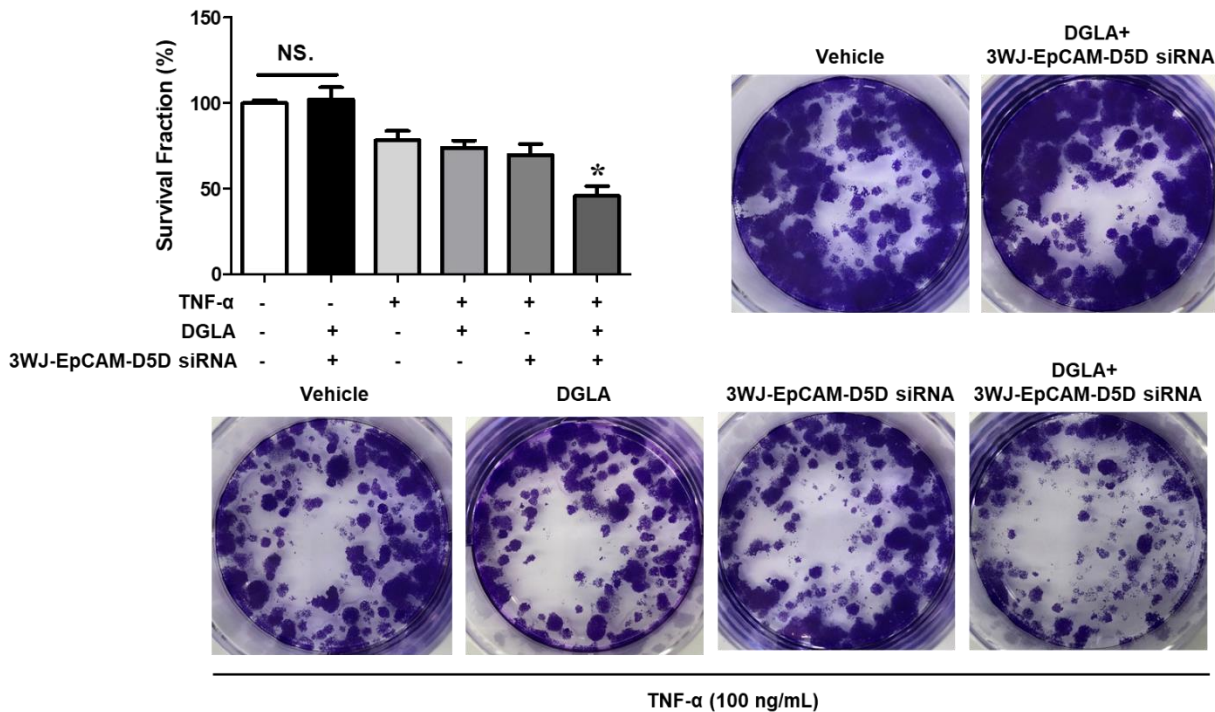 Survival Fraction (%)
150
100
50
0
NS.
*
TNF-α - - + + + +
DGLA - + - + - +
3WJ-EpCAM-D5D siRNA - + - - + +
Vehicle
DGLA+
3WJ-EpCAM-D5D siRNA
Vehicle
DGLA
3WJ-EpCAM-D5D siRNA
DGLA+
3WJ-EpCAM-D5D siRNA
TNF-α (100 ng/mL)